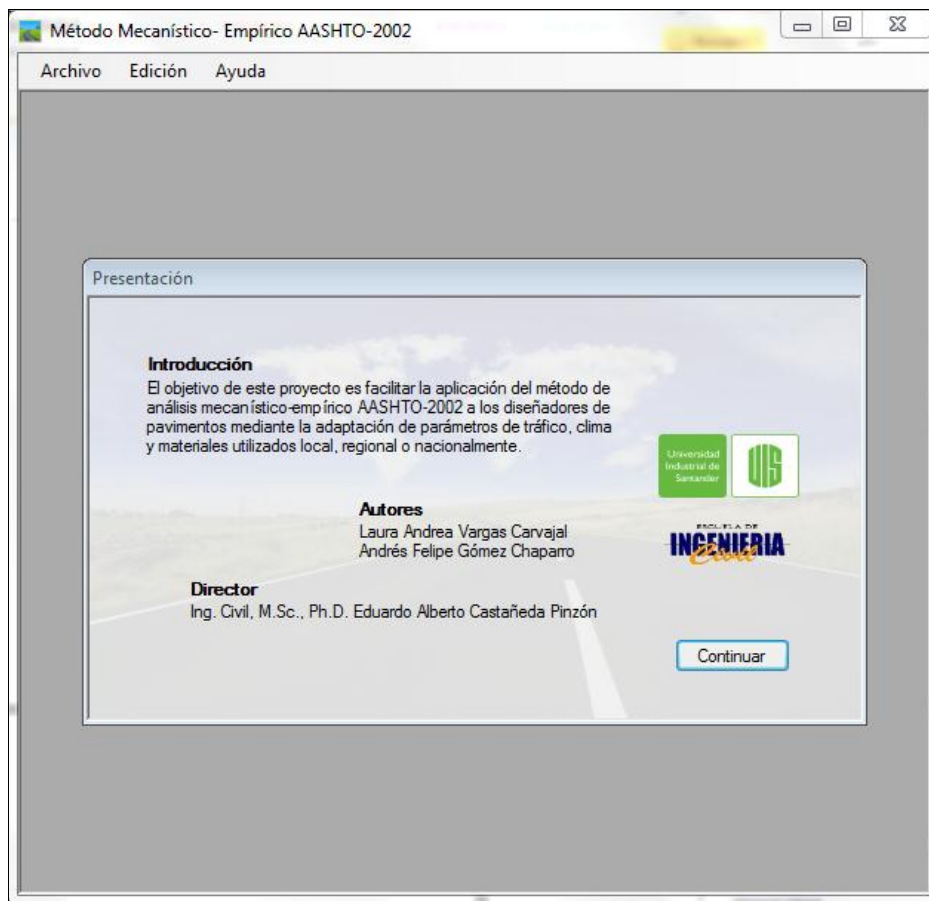 Método Mecanístico- Empírico AASHTO-2002
Archivo Edición Ayuda
Presentación
Introducción
El objetivo de este proyecto es facilitar la aplicación del método de
análisis mecanístico-empírico AASHTO-2002 a los diseñadores de
pavimentos mediante la adaptación de parámetros de tráfico, clima
y materiales utilizados local, regional o nacionalmente.
Universidad
Industrial de
Santander
UIS
Autores
Laura Andrea Vargas Carvajal
Andrés Felipe Gómez Chaparro
ESCUELA DE
INGENIERIA
Civil
Director
Ing. Civil, M.Sc., Ph.D. Eduardo Alberto Castañeda Pinzón
Continuar